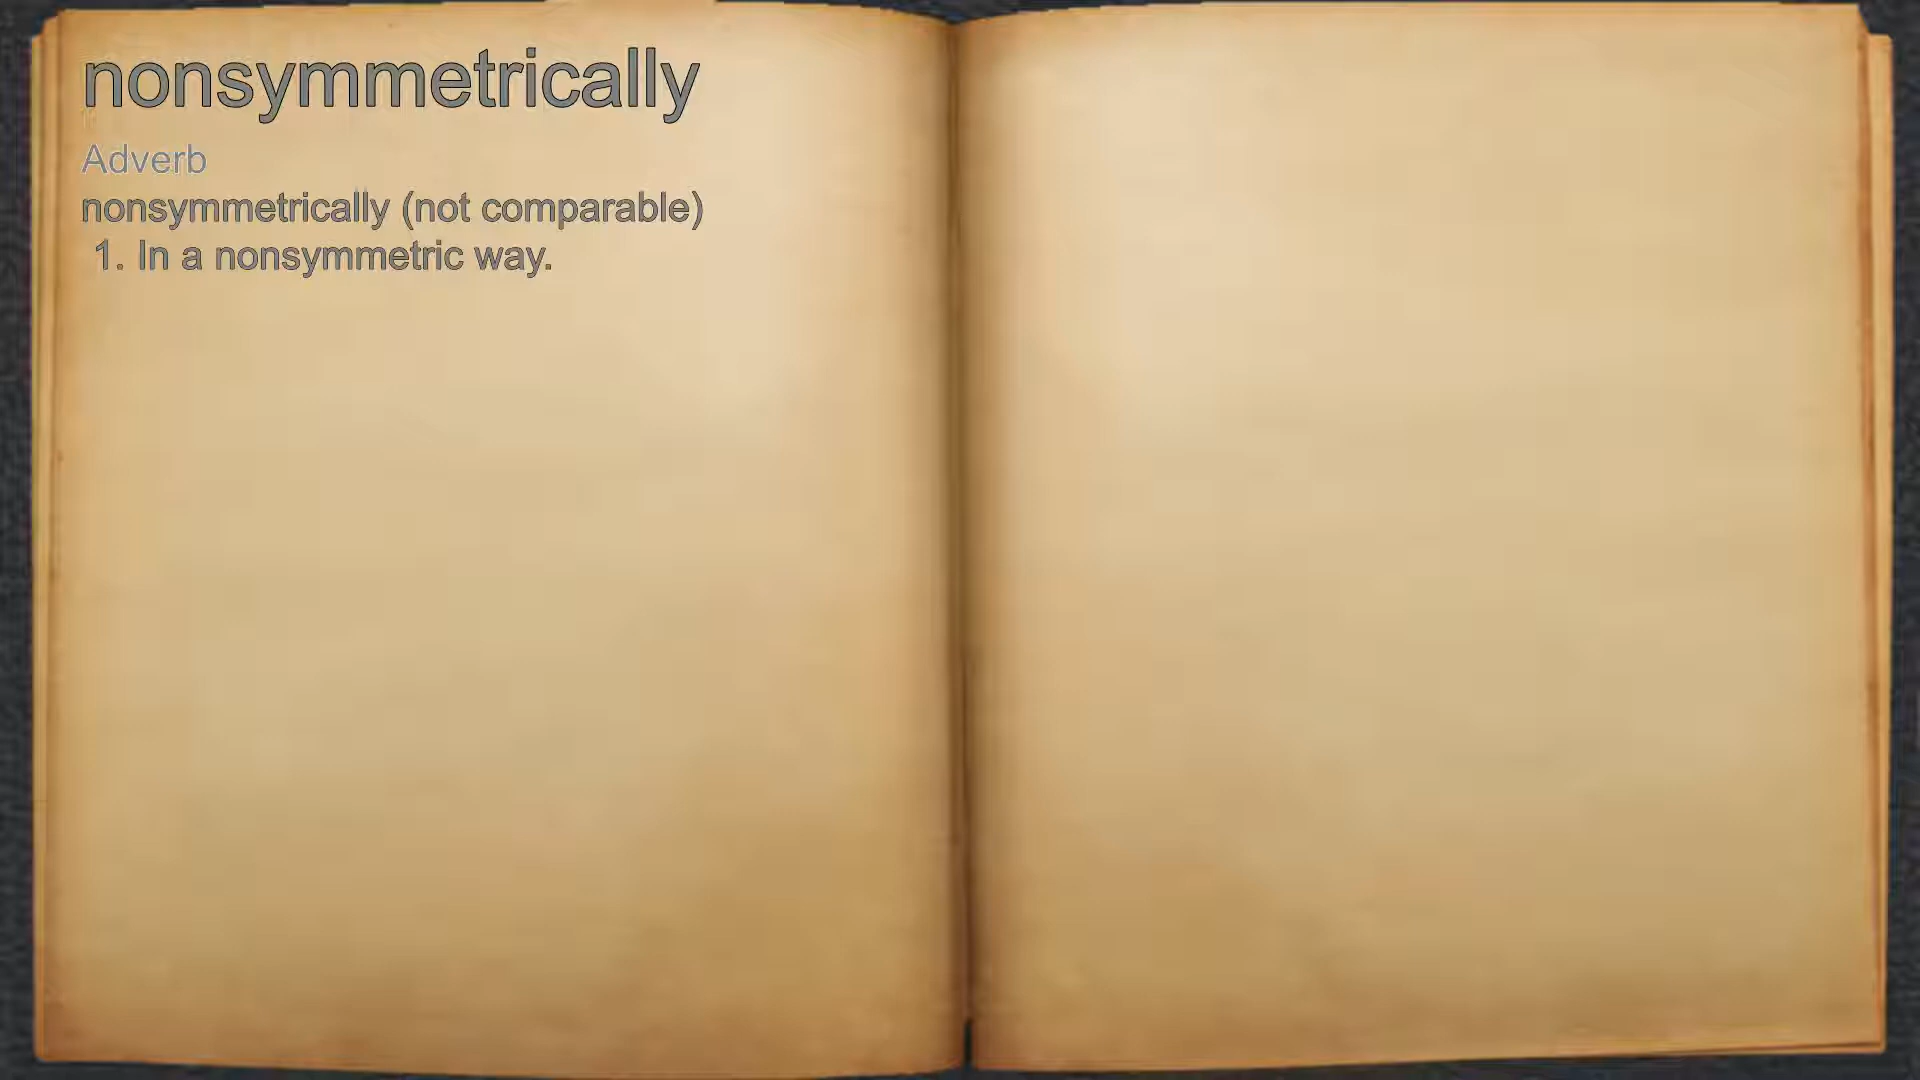 nonsymmetrically
Adverb
nonsymmetrically (not comparable)
1. In a nonsymmetric way.